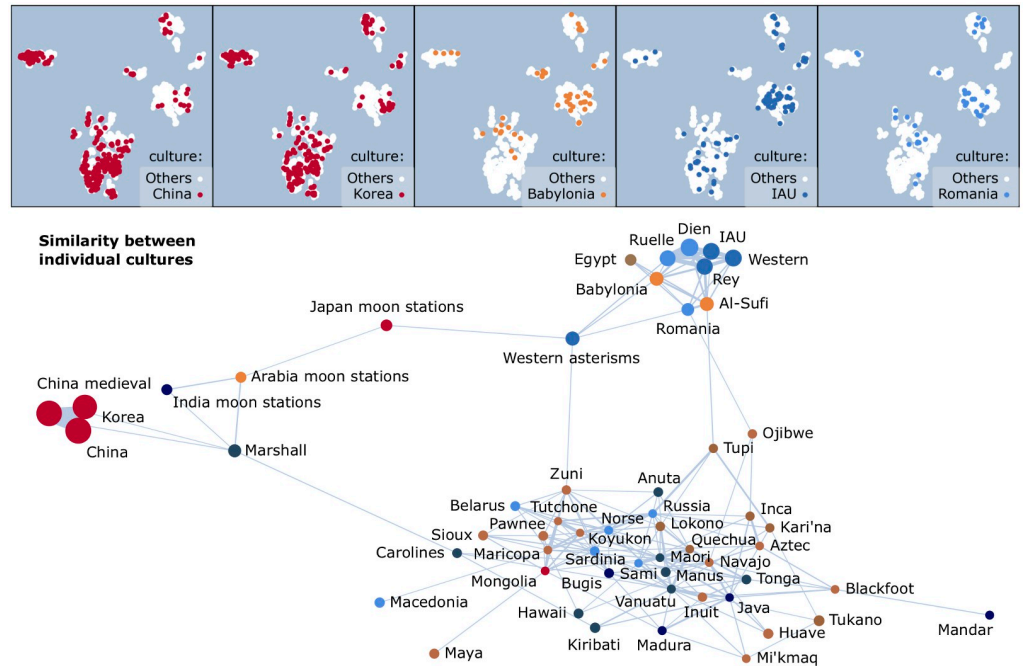 culture:
Others
China
culture:
Others
Korea
culture:
Others
Babylonia
culture:
Others
IAU
culture:
Others
Romania
Similarity between
individual cultures
Dien
Ruelle
IAU
Egypt
Western
Babylonia
Rey
Al-Sufi
Japan moon stations
Romania
Western asterisms
China medieval
Arabia moon stations
India moon stations
Korea
China
Marshall
Ojibwe
Tupi
Zuni
Anuta
Belarus
Tutchone
Russia
Inca
Norse
Pawnee
Lokono
Kari'na
Sioux
Koyukon
Quechua
Aztec
Carolines
Maricopa
Sardinia
Maori
Navajo
Mongolia
Bugis
Sami
Manus
Tonga
Blackfoot
Macedonia
Vanuatu
Inuit
Java
Hawaii
Tukano
Mandar
Kiribati
Madura
Huave
Maya
Mi'kmaq